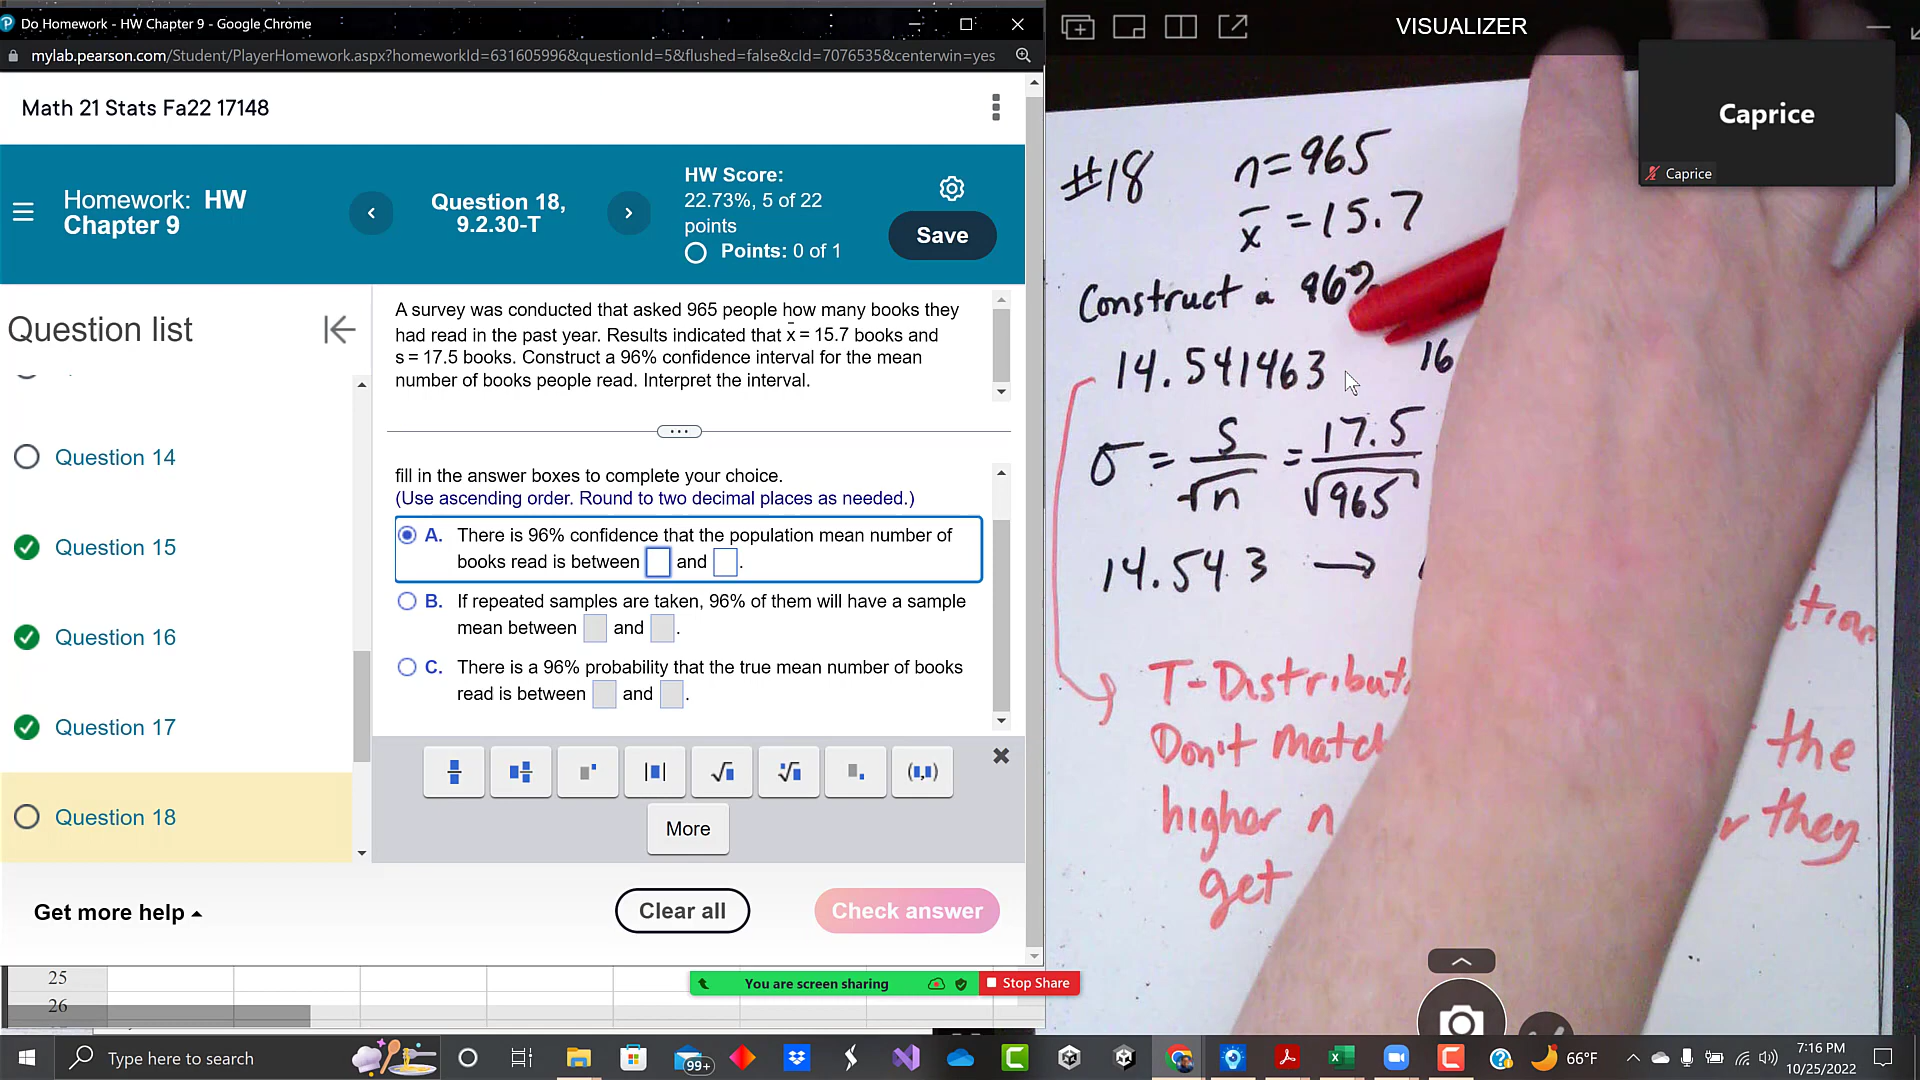 Do Homework - HW Chapter 9 - Google Chrome
mylab.pearson.com/Student/PlayerHomework.aspx?homeworkId=631605996&questionId=5&flushed=false&cId=7076535&centerwin=yes
Math 21 Stats Fa22 17148
Homework: HW Chapter 9
Question 18, 9.2.30-T
HW Score: 22.73%, 5 of 22 points
Points: 0 of 1
Save
Question list
Question 14
Question 15
Question 16
Question 17
Question 18
A survey was conducted that asked 965 people how many books they
had read in the past year. Results indicated that x̄ = 15.7 books and
s = 17.5 books. Construct a 96% confidence interval for the mean
number of books people read. Interpret the interval.
fill in the answer boxes to complete your choice.
(Use ascending order. Round to two decimal places as needed.)
A. There is 96% confidence that the population mean number of
books read is between and .
B. If repeated samples are taken, 96% of them will have a sample
mean between and .
C. There is a 96% probability that the true mean number of books
read is between and .
More
Get more help
Clear all
Check answer
25
26
You are screen sharing
Stop Share
VISUALIZER
Caprice
Caprice
#18 n=965
x̄ =15.7
Construct a 96%
14.541463 16
σ = s/√n = 17.5/√965
14.543 →
T-Distribut
Don't Match the
higher n they
get
Type here to search
99+
66°F
7:16 PM
10/25/2022